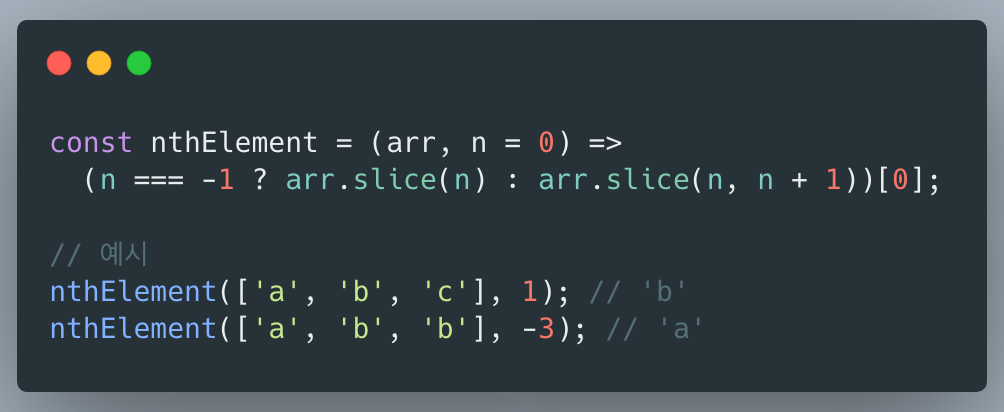 const nthElement = (arr, n = 0) =>
  (n === -1 ? arr.slice(n) : arr.slice(n, n + 1))[0];

// 예시
nthElement(['a', 'b', 'c'], 1); // 'b'
nthElement(['a', 'b', 'b'], -3); // 'a'